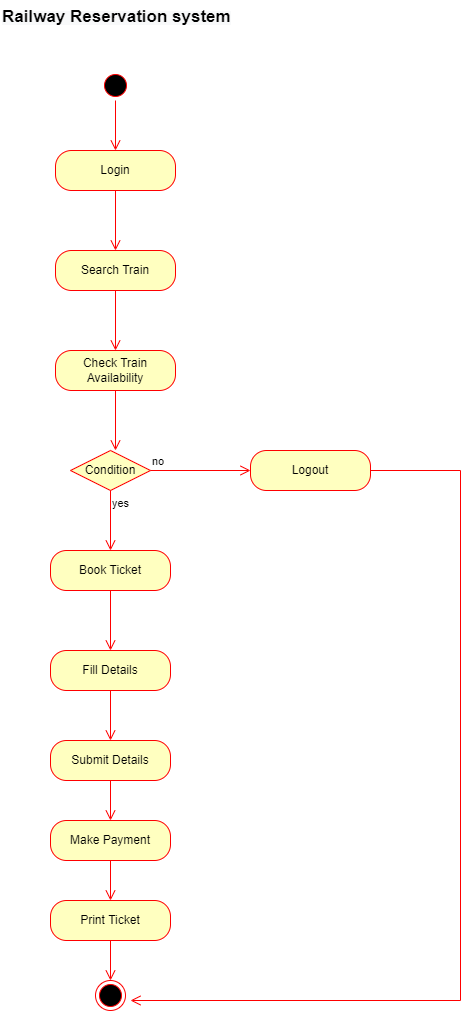 Railway Reservation system
Login
Search Train
Check Train
Availability
Condition
no
Logout
yes
Book Ticket
Fill Details
Submit Details
Make Payment
Print Ticket